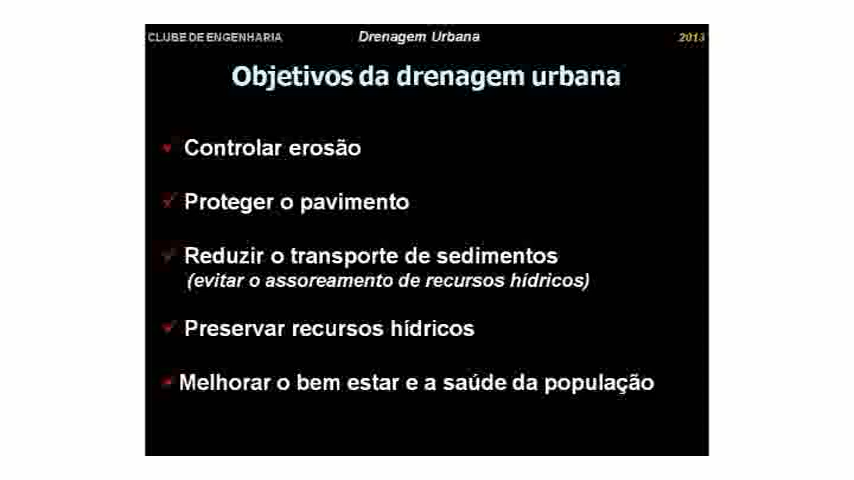 CLUBE DE ENGENHARIA Drenagem Urbana 2013
Objetivos da drenagem urbana
Controlar erosão
Proteger o pavimento
Reduzir o transporte de sedimentos
(evitar o assoreamento de recursos hídricos)
Preservar recursos hídricos
Melhorar o bem estar e a saúde da população